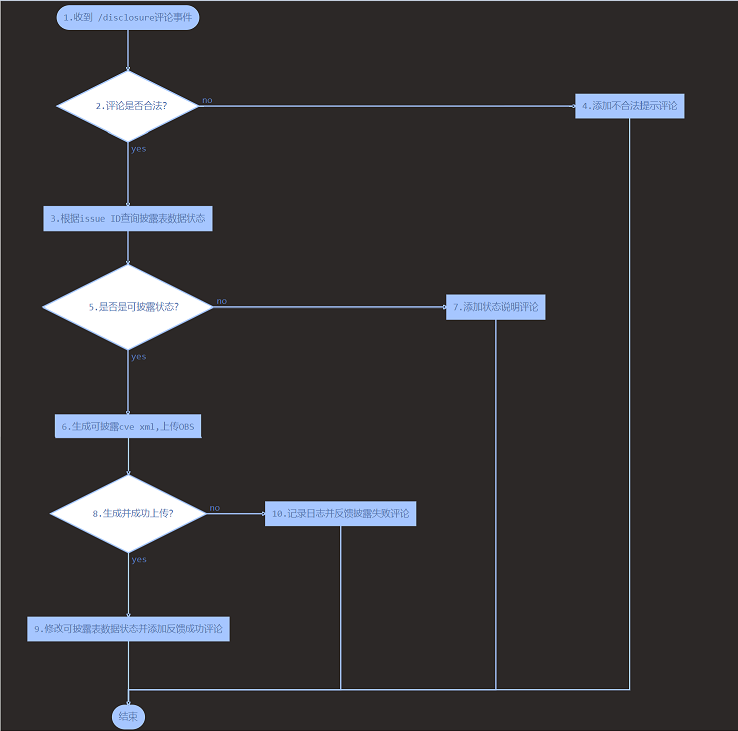 1.收到 /disclosure评论事件
2.评论是否合法?
no
4.添加不合法提示评论
yes
3.根据issue ID查询披露表数据状态
5.是否是可披露状态?
no
7.添加状态说明评论
yes
6.生成可披露cve xml,上传OBS
8.生成并成功上传?
no
10.记录日志并反馈披露失败评论
yes
9.修改可披露表数据状态并添加反馈成功评论
结束